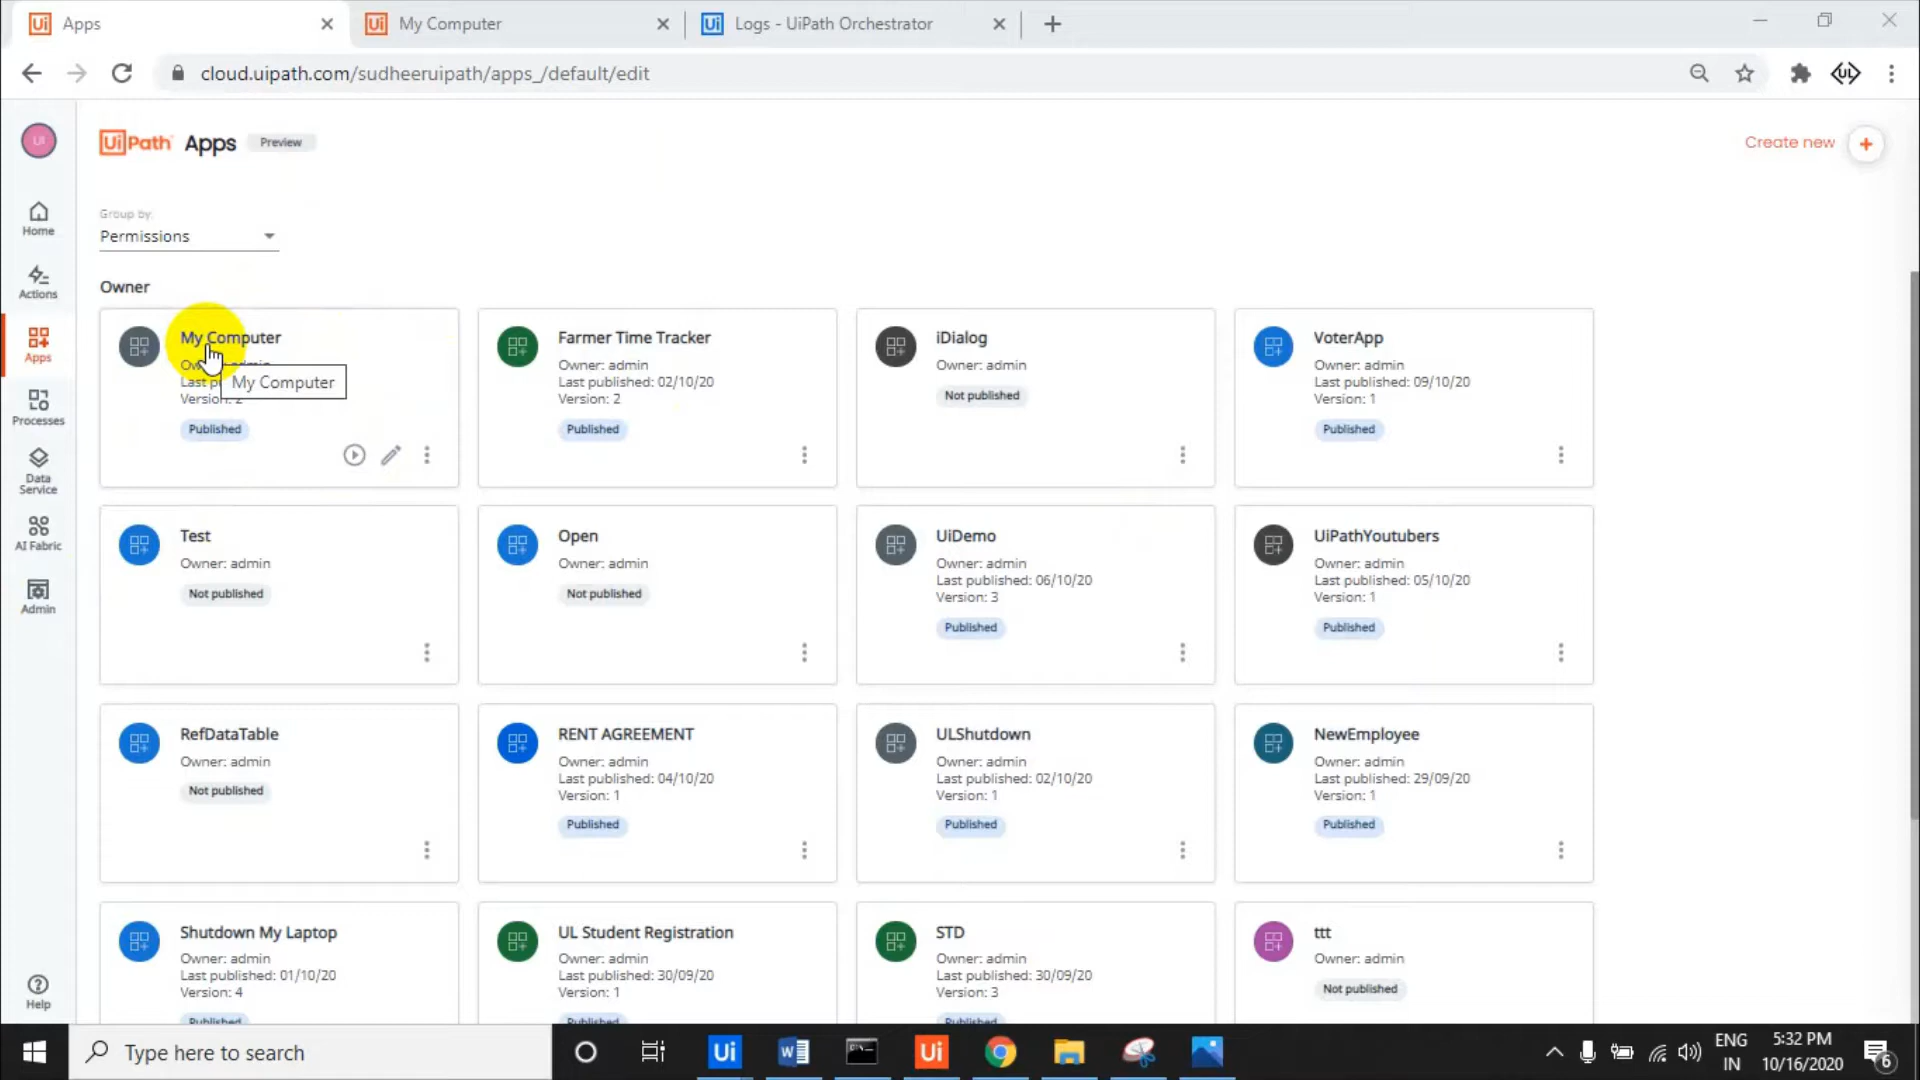 Apps
My Computer
Logs - UiPath Orchestrator
cloud.uipath.com/sudheeruipath/apps_/default/edit
UI
UiPath Apps Preview
Create new
Home
Actions
Apps
Processes
Data Service
AI Fabric
Admin
Help
Group by:
Permissions
Owner
My Computer
My Computer
Published
Farmer Time Tracker
Owner: admin
Last published: 02/10/20
Version: 2
Published
iDialog
Owner: admin
Not published
VoterApp
Owner: admin
Last published: 09/10/20
Version: 1
Published
Test
Owner: admin
Not published
Open
Owner: admin
Not published
UiDemo
Owner: admin
Last published: 06/10/20
Version: 3
Published
UiPathYoutubers
Owner: admin
Last published: 05/10/20
Version: 1
Published
RefDataTable
Owner: admin
Not published
RENT AGREEMENT
Owner: admin
Last published: 04/10/20
Version: 1
Published
ULShutdown
Owner: admin
Last published: 02/10/20
Version: 1
Published
NewEmployee
Owner: admin
Last published: 29/09/20
Version: 1
Published
Shutdown My Laptop
Owner: admin
Last published: 01/10/20
Version: 4
Published
UL Student Registration
Owner: admin
Last published: 30/09/20
Version: 1
Published
STD
Owner: admin
Last published: 30/09/20
Version: 3
Published
ttt
Owner: admin
Not published
Type here to search
Ui
Ui
ENG
IN
5:32 PM
10/16/2020
6